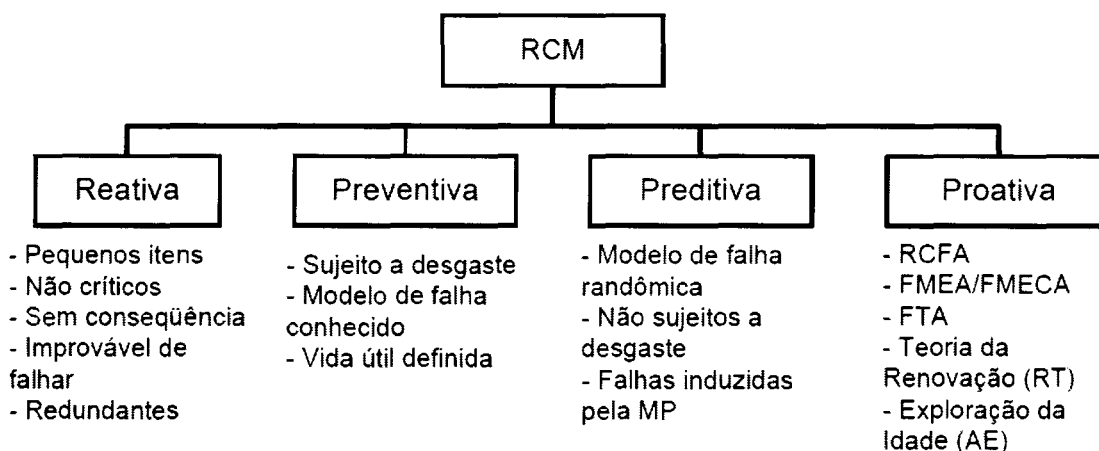 RCM
Reativa
- Pequenos itens
- Não críticos
- Sem conseqüência
- Improvável de
falhar
- Redundantes
Preventiva
- Sujeito a desgaste
- Modelo de falha
conhecido
- Vida útil definida
Preditiva
- Modelo de falha
randômica
- Não sujeitos a
desgaste
- Falhas induzidas
pela MP
Proativa
- RCFA
- FMEA/FMECA
- FTA
- Teoria da
Renovação (RT)
- Exploração da
Idade (AE)